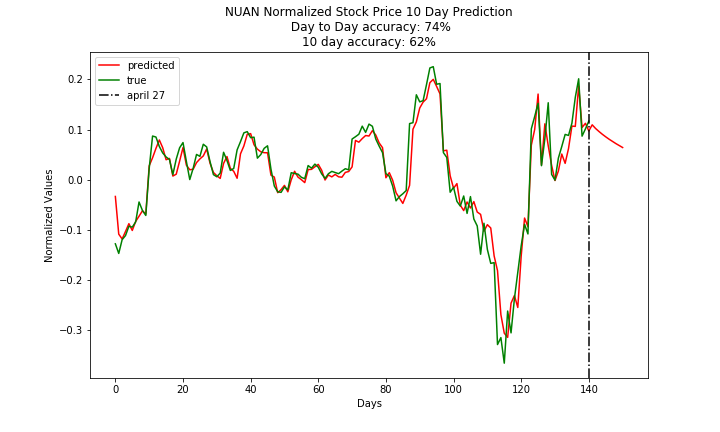 NUAN Normalized Stock Price 10 Day Prediction
Day to Day accuracy: 74%
10 day accuracy: 62%
predicted
true
april 27
Normalized Values
0.2
0.1
0.0
−0.1
−0.2
−0.3
0
20
40
60
80
100
120
140
Days